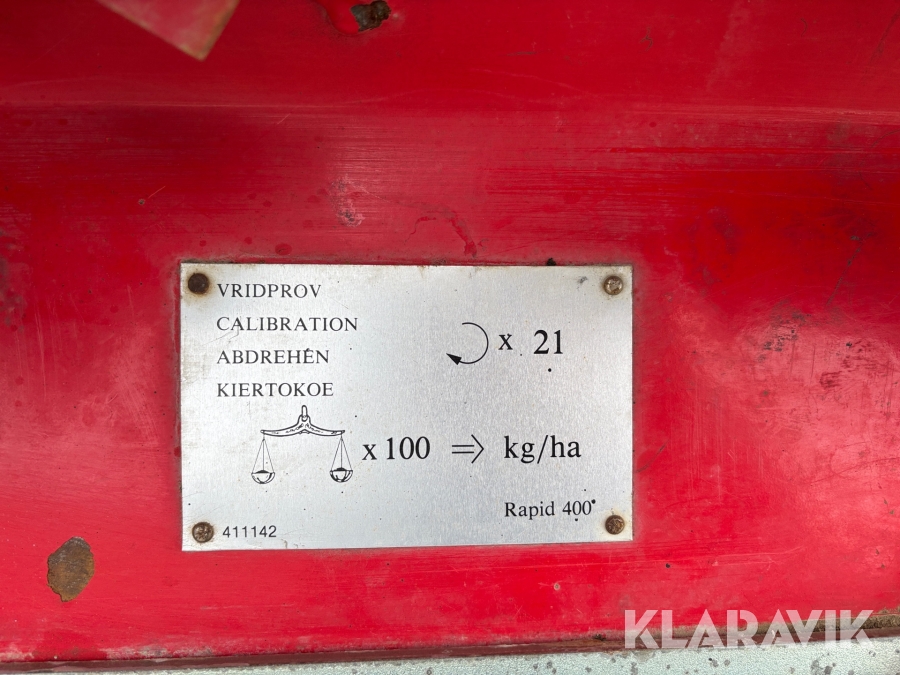 VRIDPROV
CALIBRATION
ABDREHEN
KIERTOKOE
x 21
x 100 ⇒ kg/ha
Rapid 400
411142
KLARAVIK